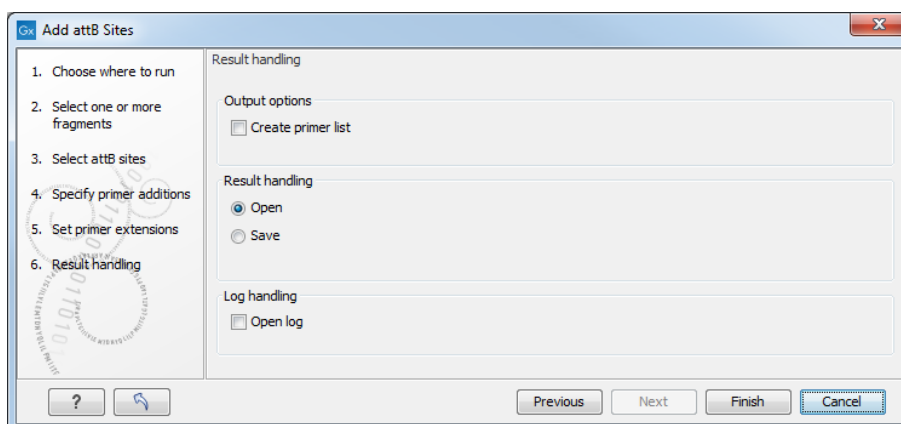 Gx Add attB Sites
1. Choose where to run
2. Select one or more
fragments
3. Select attB sites
4. Specify primer additions
5. Set primer extensions
6. Result handling
Result handling
Output options
Create primer list
Result handling
Open
Save
Log handling
Open log
?
Previous
Next
Finish
Cancel